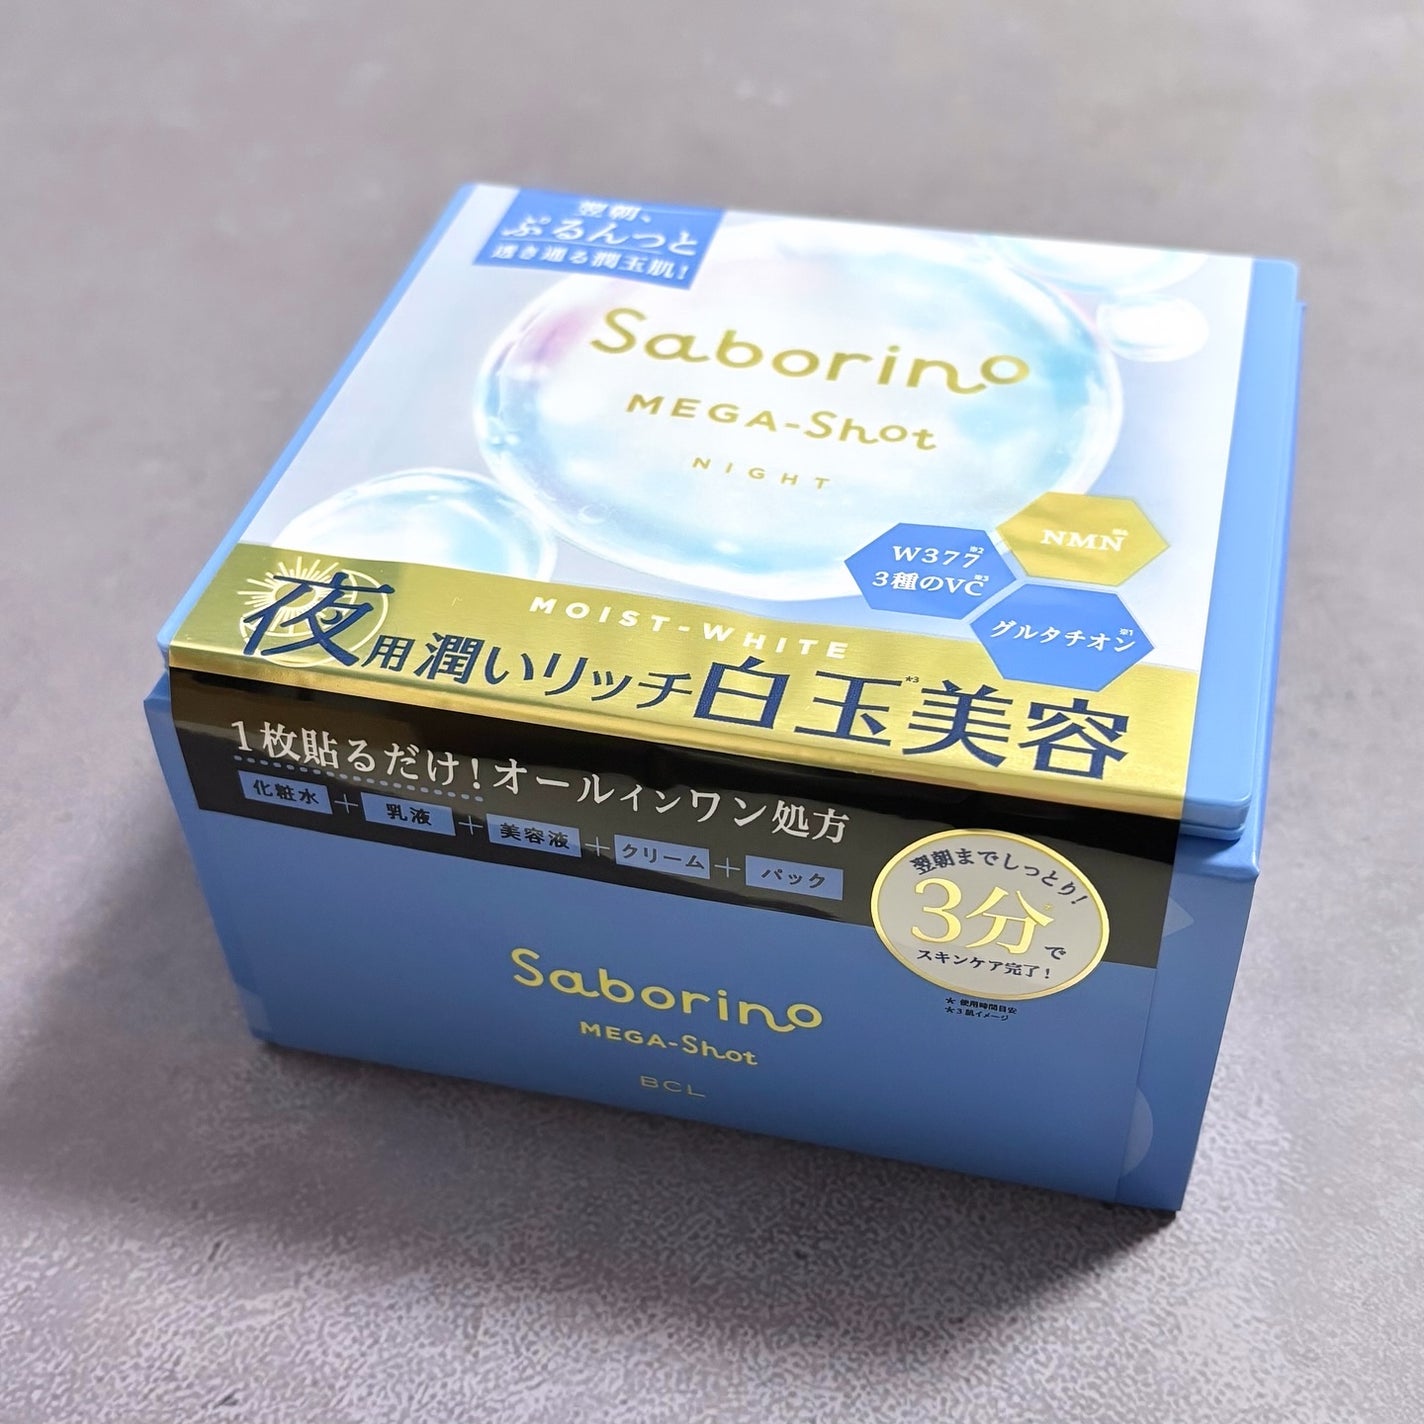 翌朝、
ぷるんっと
透き通る潤玉肌!
Saborino
MEGA-Shot
NIGHT
NMN
W377※2
3種のVC※3
グルタチオン※1
MOIST-WHITE
夜用潤いリッチ白玉*3美容
1枚貼るだけ!オールインワン処方
化粧水+乳液+美容液+クリーム+パック
翌朝までしっとり!
3分*で
スキンケア完了!
* 使用時間目安
*3 肌イメージ
Saborino
MEGA-Shot
BCL